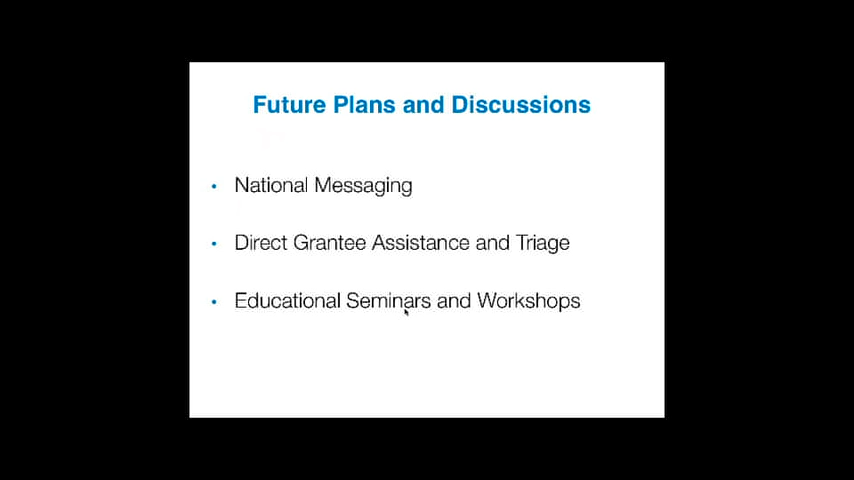 Future Plans and Discussions
• National Messaging
• Direct Grantee Assistance and Triage
• Educational Seminars and Workshops